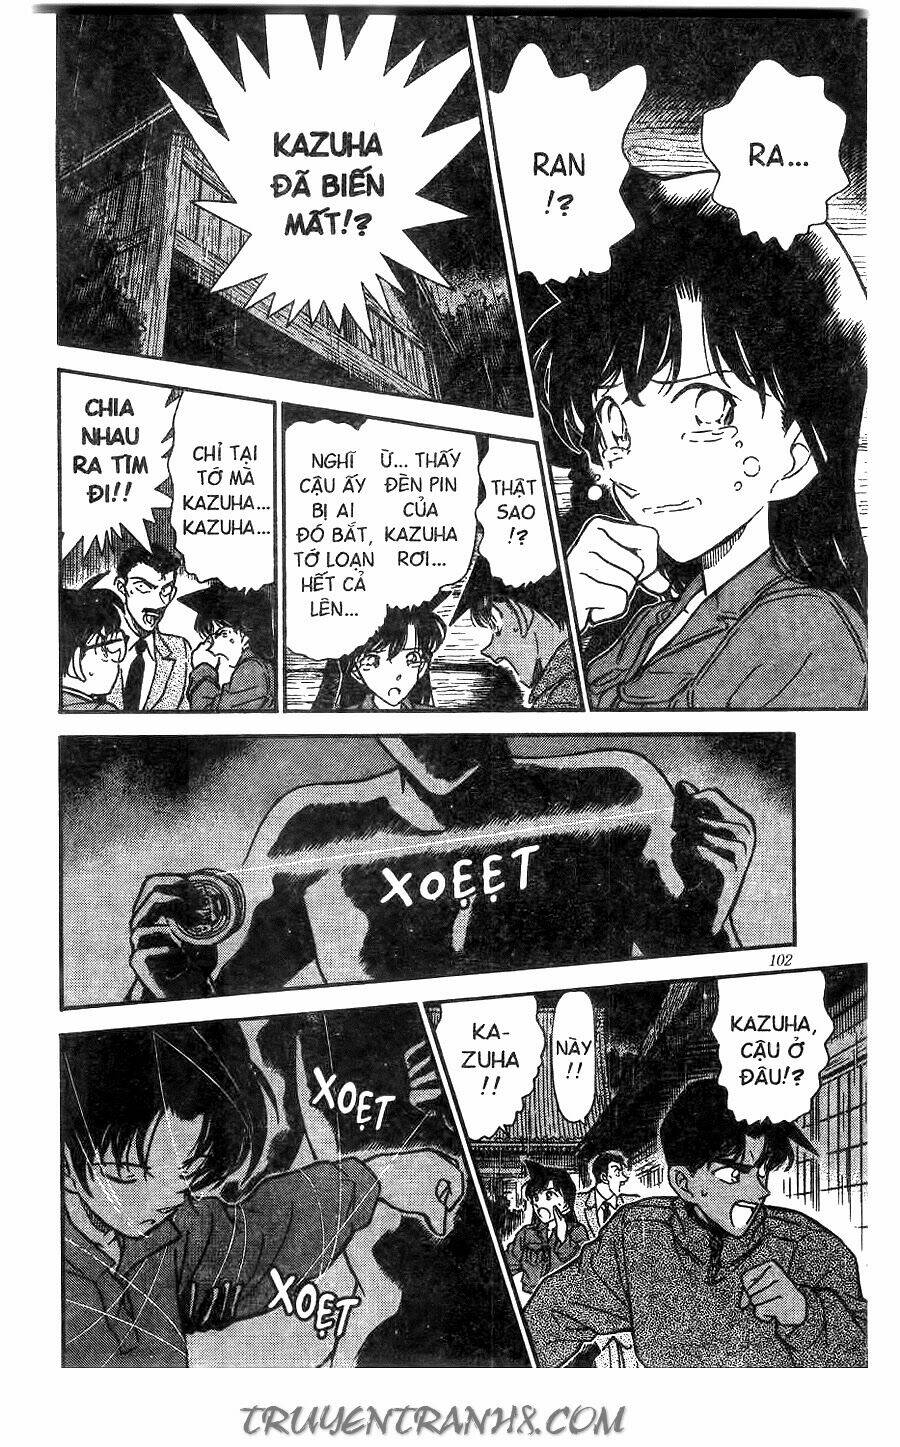 RA...
RAN
!?
KAZUHA
ĐÃ BIẾN
MẤT!?
THẬT
SAO
!?
Ừ... THẤY
ĐÈN PIN
CỦA
KAZUHA
RƠI...
NGHĨ
CẬU ẤY
BỊ AI
ĐÓ BẮT,
TỚ LOẠN
HẾT CẢ
LÊN...
CHỈ TẠI
TỚ MÀ
KAZUHA...
KAZUHA...
CHIA
NHAU
RA TÌM
ĐI!!
XOẸẸT
102
KAZUHA,
CẬU Ở
ĐÂU!?
NÀY
!!
KA-
ZUHA
!!
XOẸT
XOẸT
TRUYENTRANH8.COM